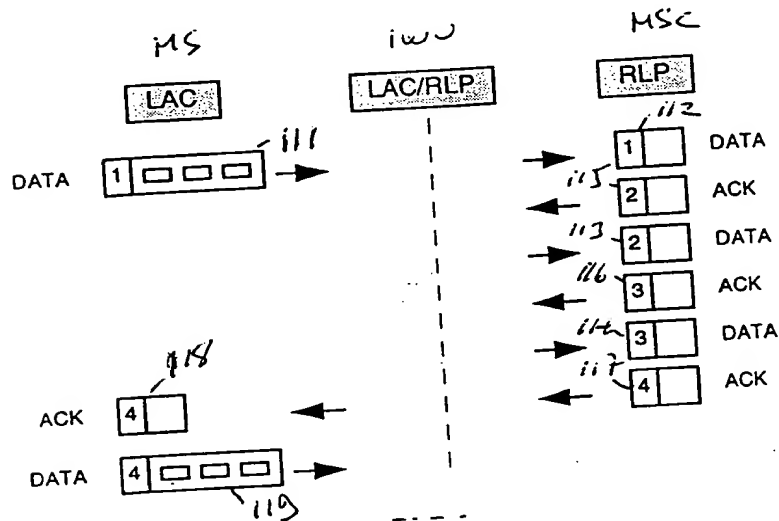 MS IWU MSC
LAC LAC/RLP RLP
111 112
DATA 1 1 DATA
115
2 ACK
113
2 DATA
116
3 ACK
114
3 DATA
118 117
ACK 4 4 ACK
DATA 4
119